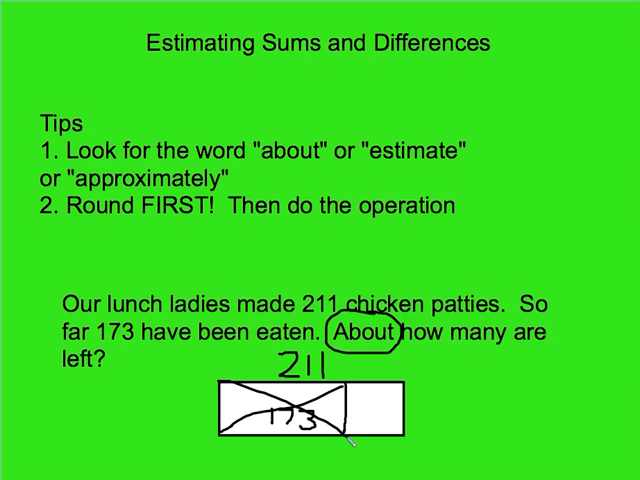 Estimating Sums and Differences
Tips
1. Look for the word "about" or "estimate"
or "approximately"
2. Round FIRST!  Then do the operation
Our lunch ladies made 211 chicken patties.  So
far 173 have been eaten.  About how many are
left?
211
173